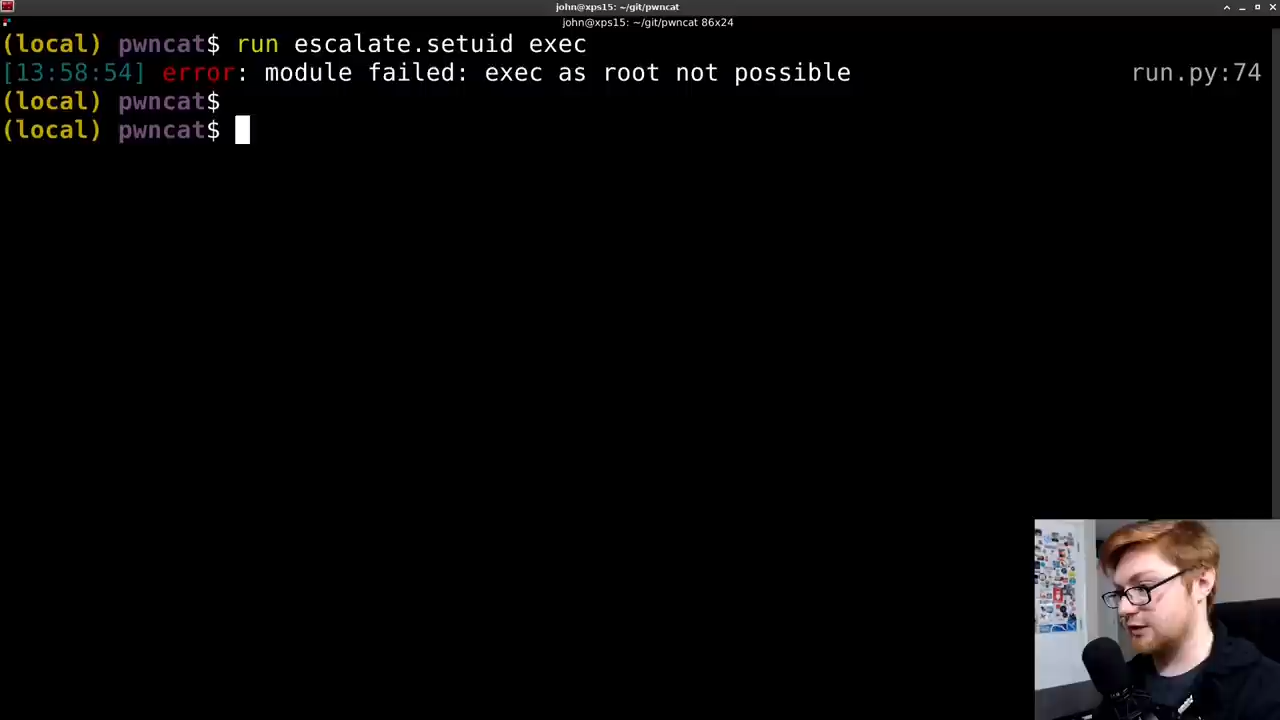 john@xps15: ~/git/pwncat
john@xps15: ~/git/pwncat 86x24
(local) pwncat$ run escalate.setuid exec
[13:58:54] error: module failed: exec as root not possible run.py:74
(local) pwncat$
(local) pwncat$